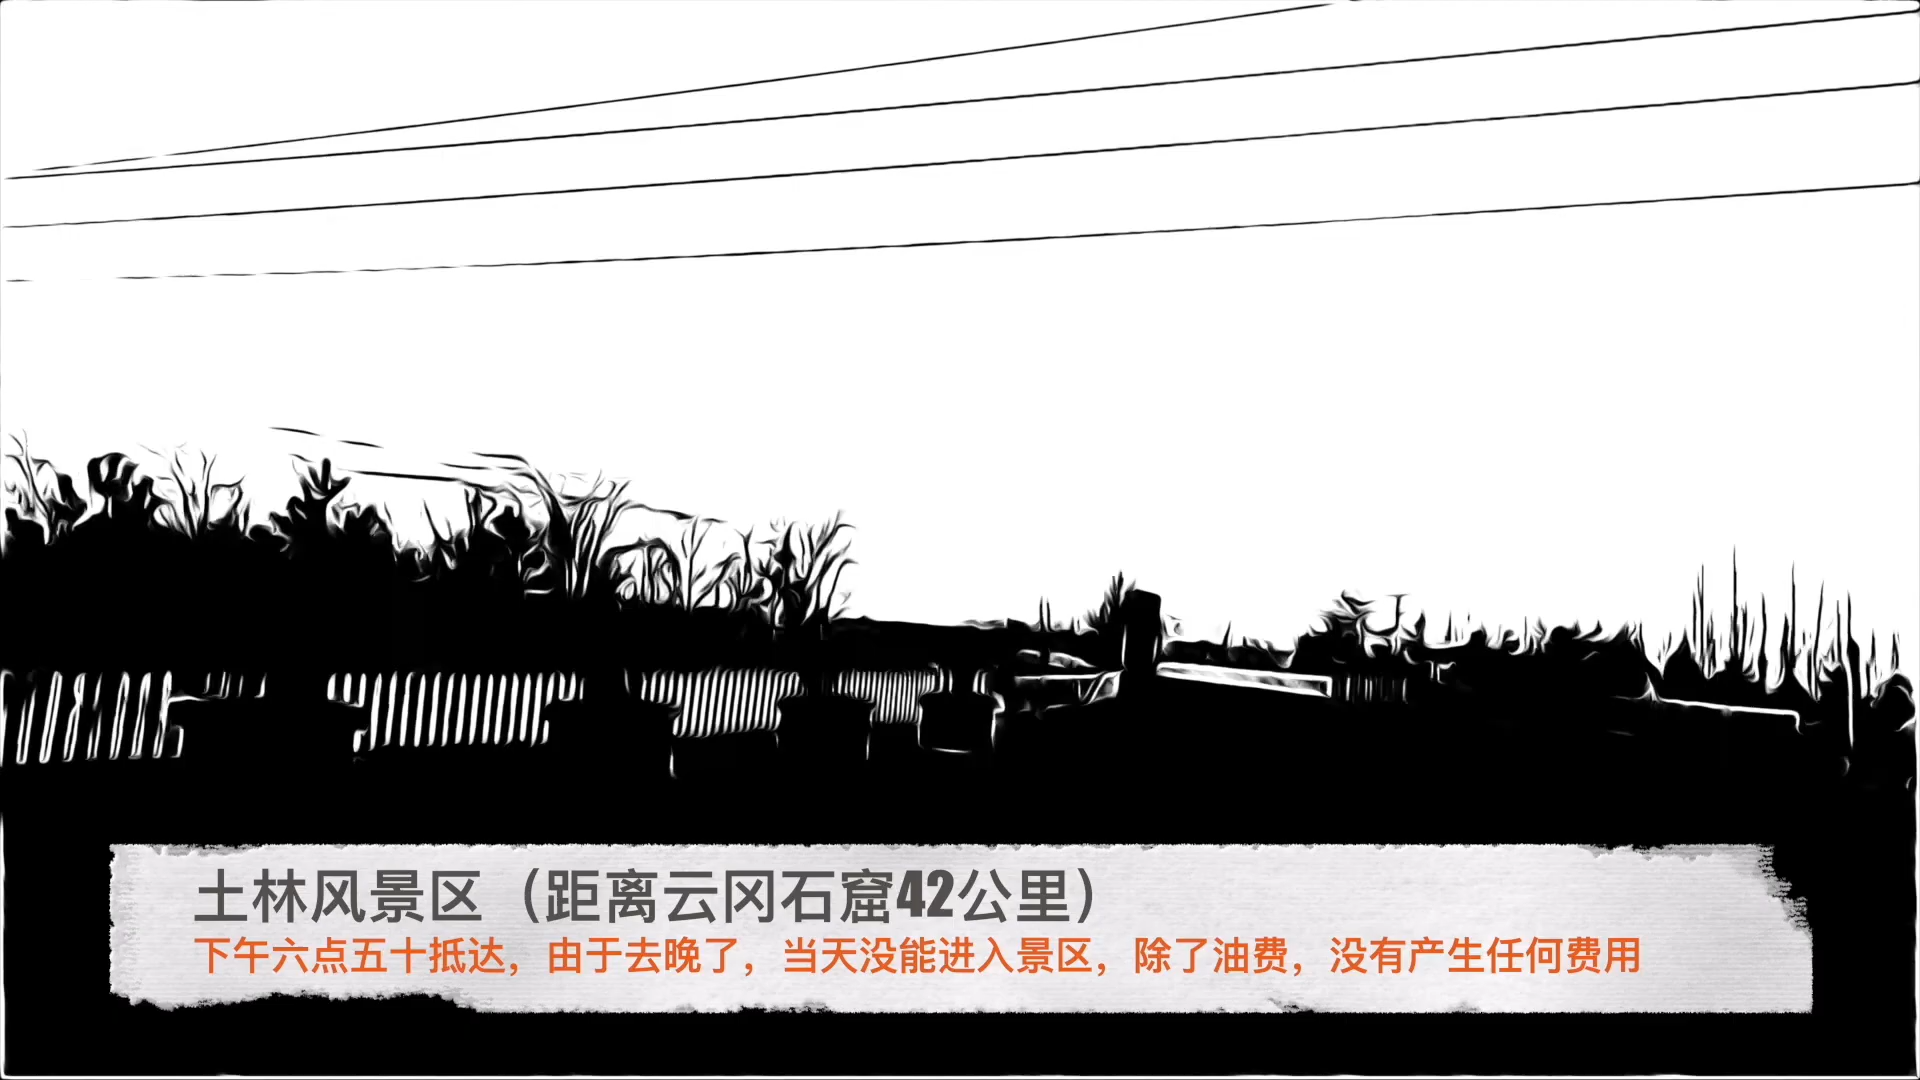 土林风景区（距离云冈石窟42公里）
下午六点五十抵达，由于去晚了，当天没能进入景区，除了油费，没有产生任何费用